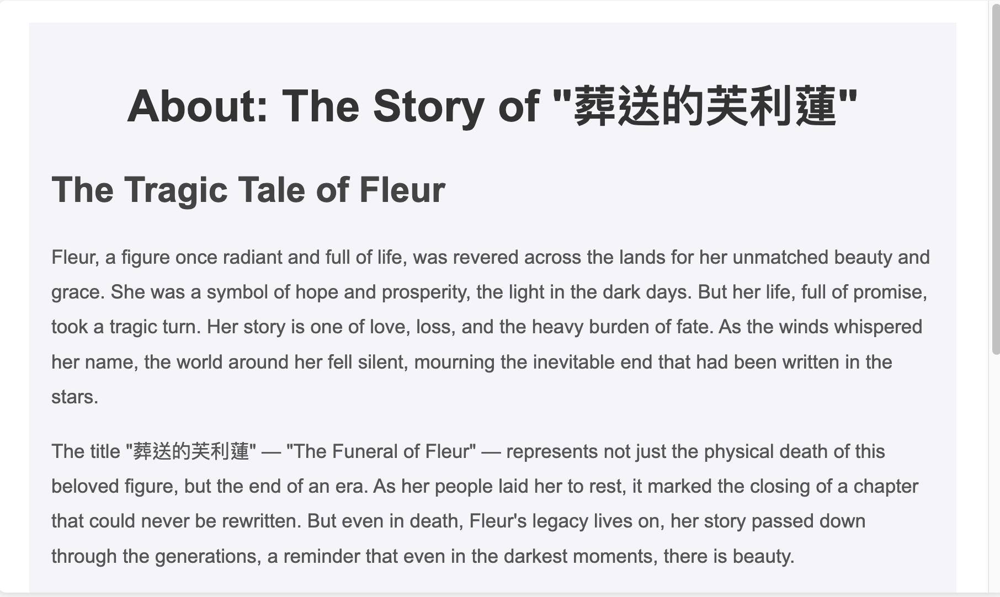 About: The Story of "葬送的芙利蓮"
The Tragic Tale of Fleur
Fleur, a figure once radiant and full of life, was revered across the lands for her unmatched beauty and
grace. She was a symbol of hope and prosperity, the light in the dark days. But her life, full of promise,
took a tragic turn. Her story is one of love, loss, and the heavy burden of fate. As the winds whispered
her name, the world around her fell silent, mourning the inevitable end that had been written in the
stars.
The title "葬送的芙利蓮" — "The Funeral of Fleur" — represents not just the physical death of this
beloved figure, but the end of an era. As her people laid her to rest, it marked the closing of a chapter
that could never be rewritten. But even in death, Fleur's legacy lives on, her story passed down
through the generations, a reminder that even in the darkest moments, there is beauty.